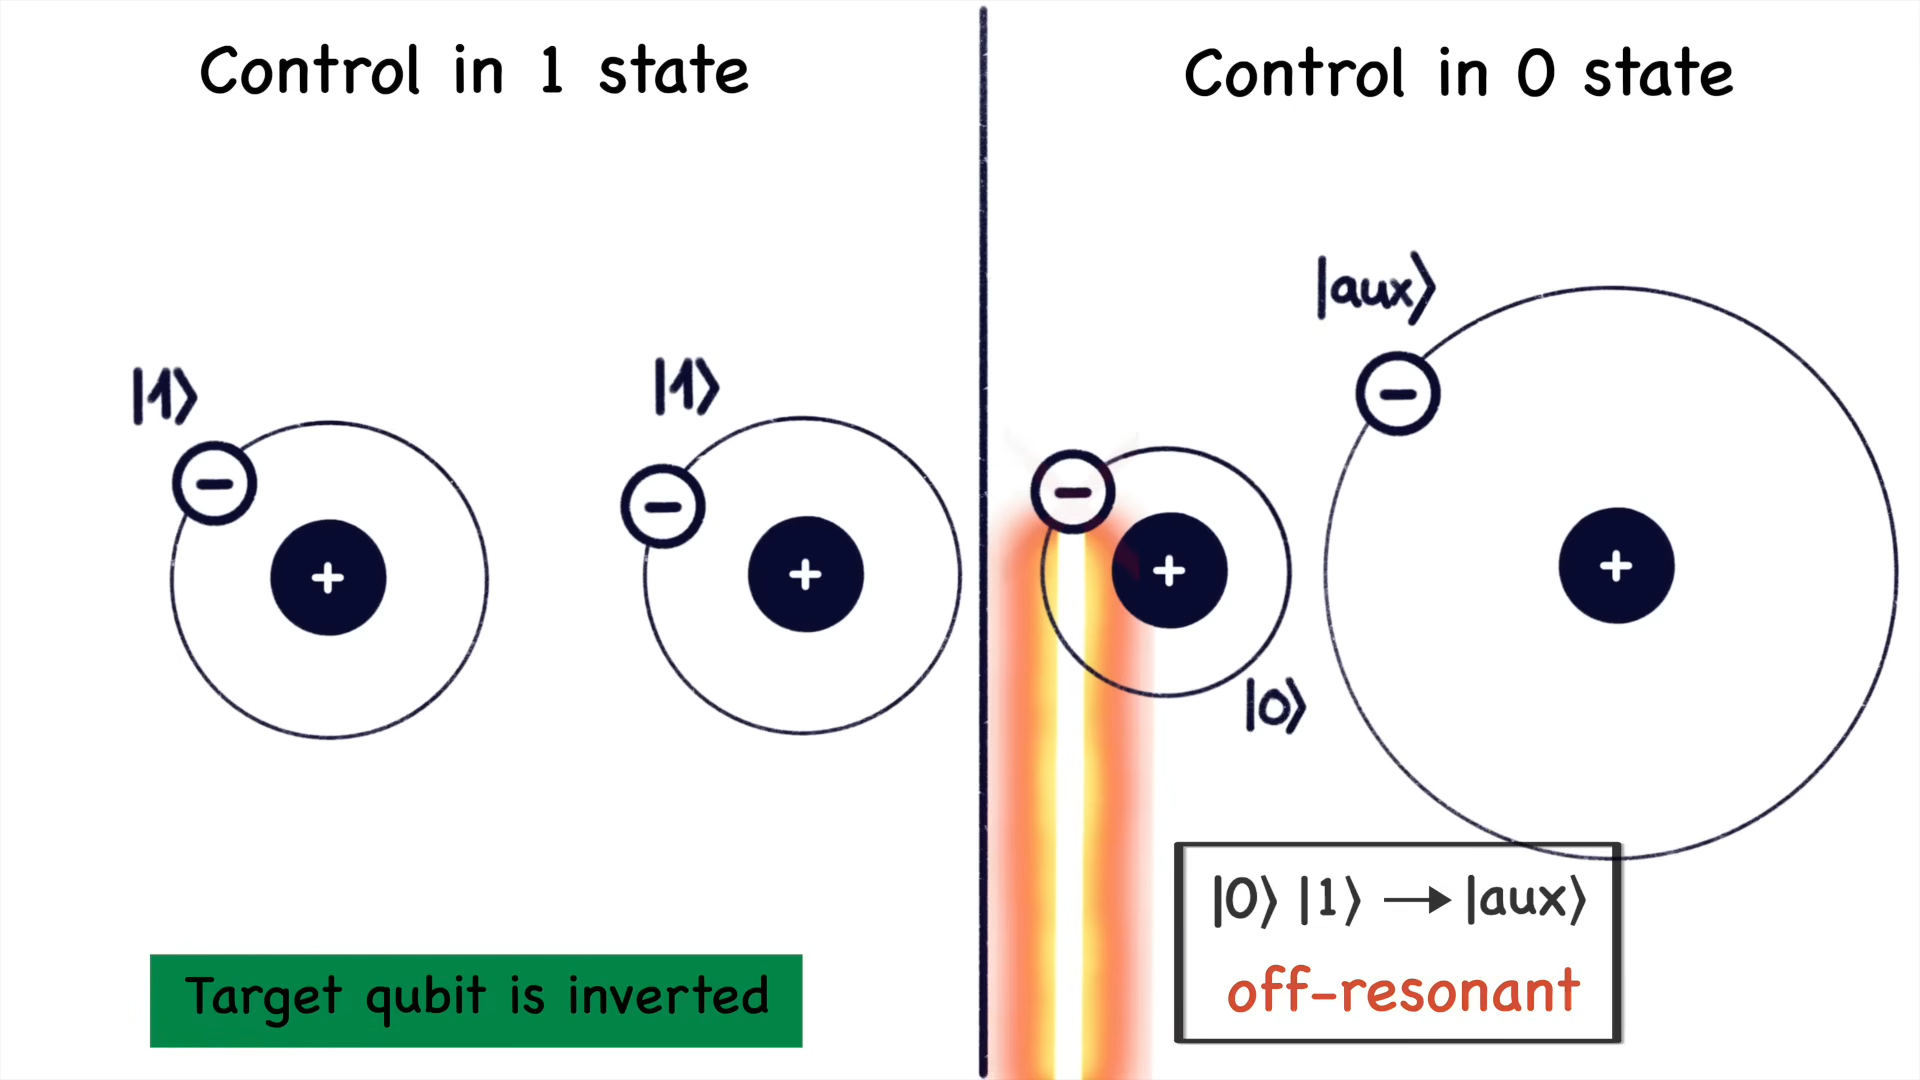 Control in 1 state
|1⟩
|1⟩
−
−
+
+
Target qubit is inverted
Control in 0 state
|aux⟩
−
−
+
+
|0⟩
|0⟩ |1⟩ → |aux⟩
off-resonant